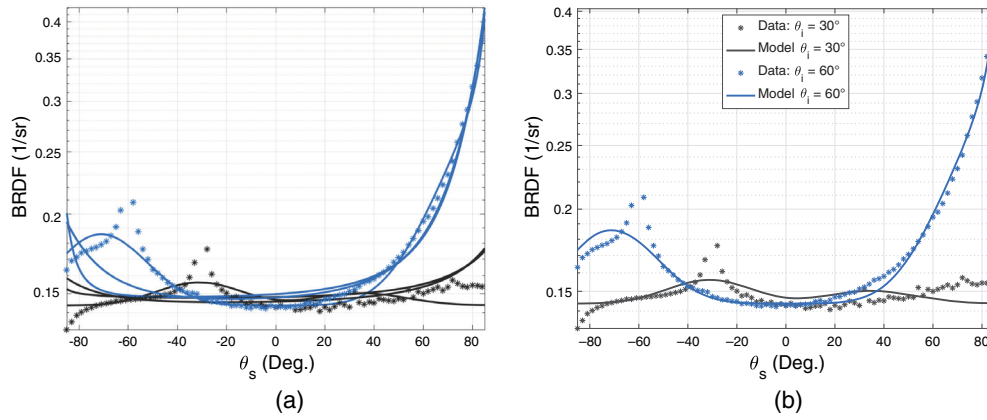 0.4
0.35
0.3
0.25
0.2
0.15
BRDF (1/sr)
-80 -60 -40 -20 0 20 40 60 80
θs (Deg.)
(a)
0.4
0.35
0.3
0.25
0.2
0.15
BRDF (1/sr)
Data: θi = 30°
Model θi = 30°
Data: θi = 60°
Model θi = 60°
−80 −60 −40 −20 0 20 40 60 80
θs (Deg.)
(b)